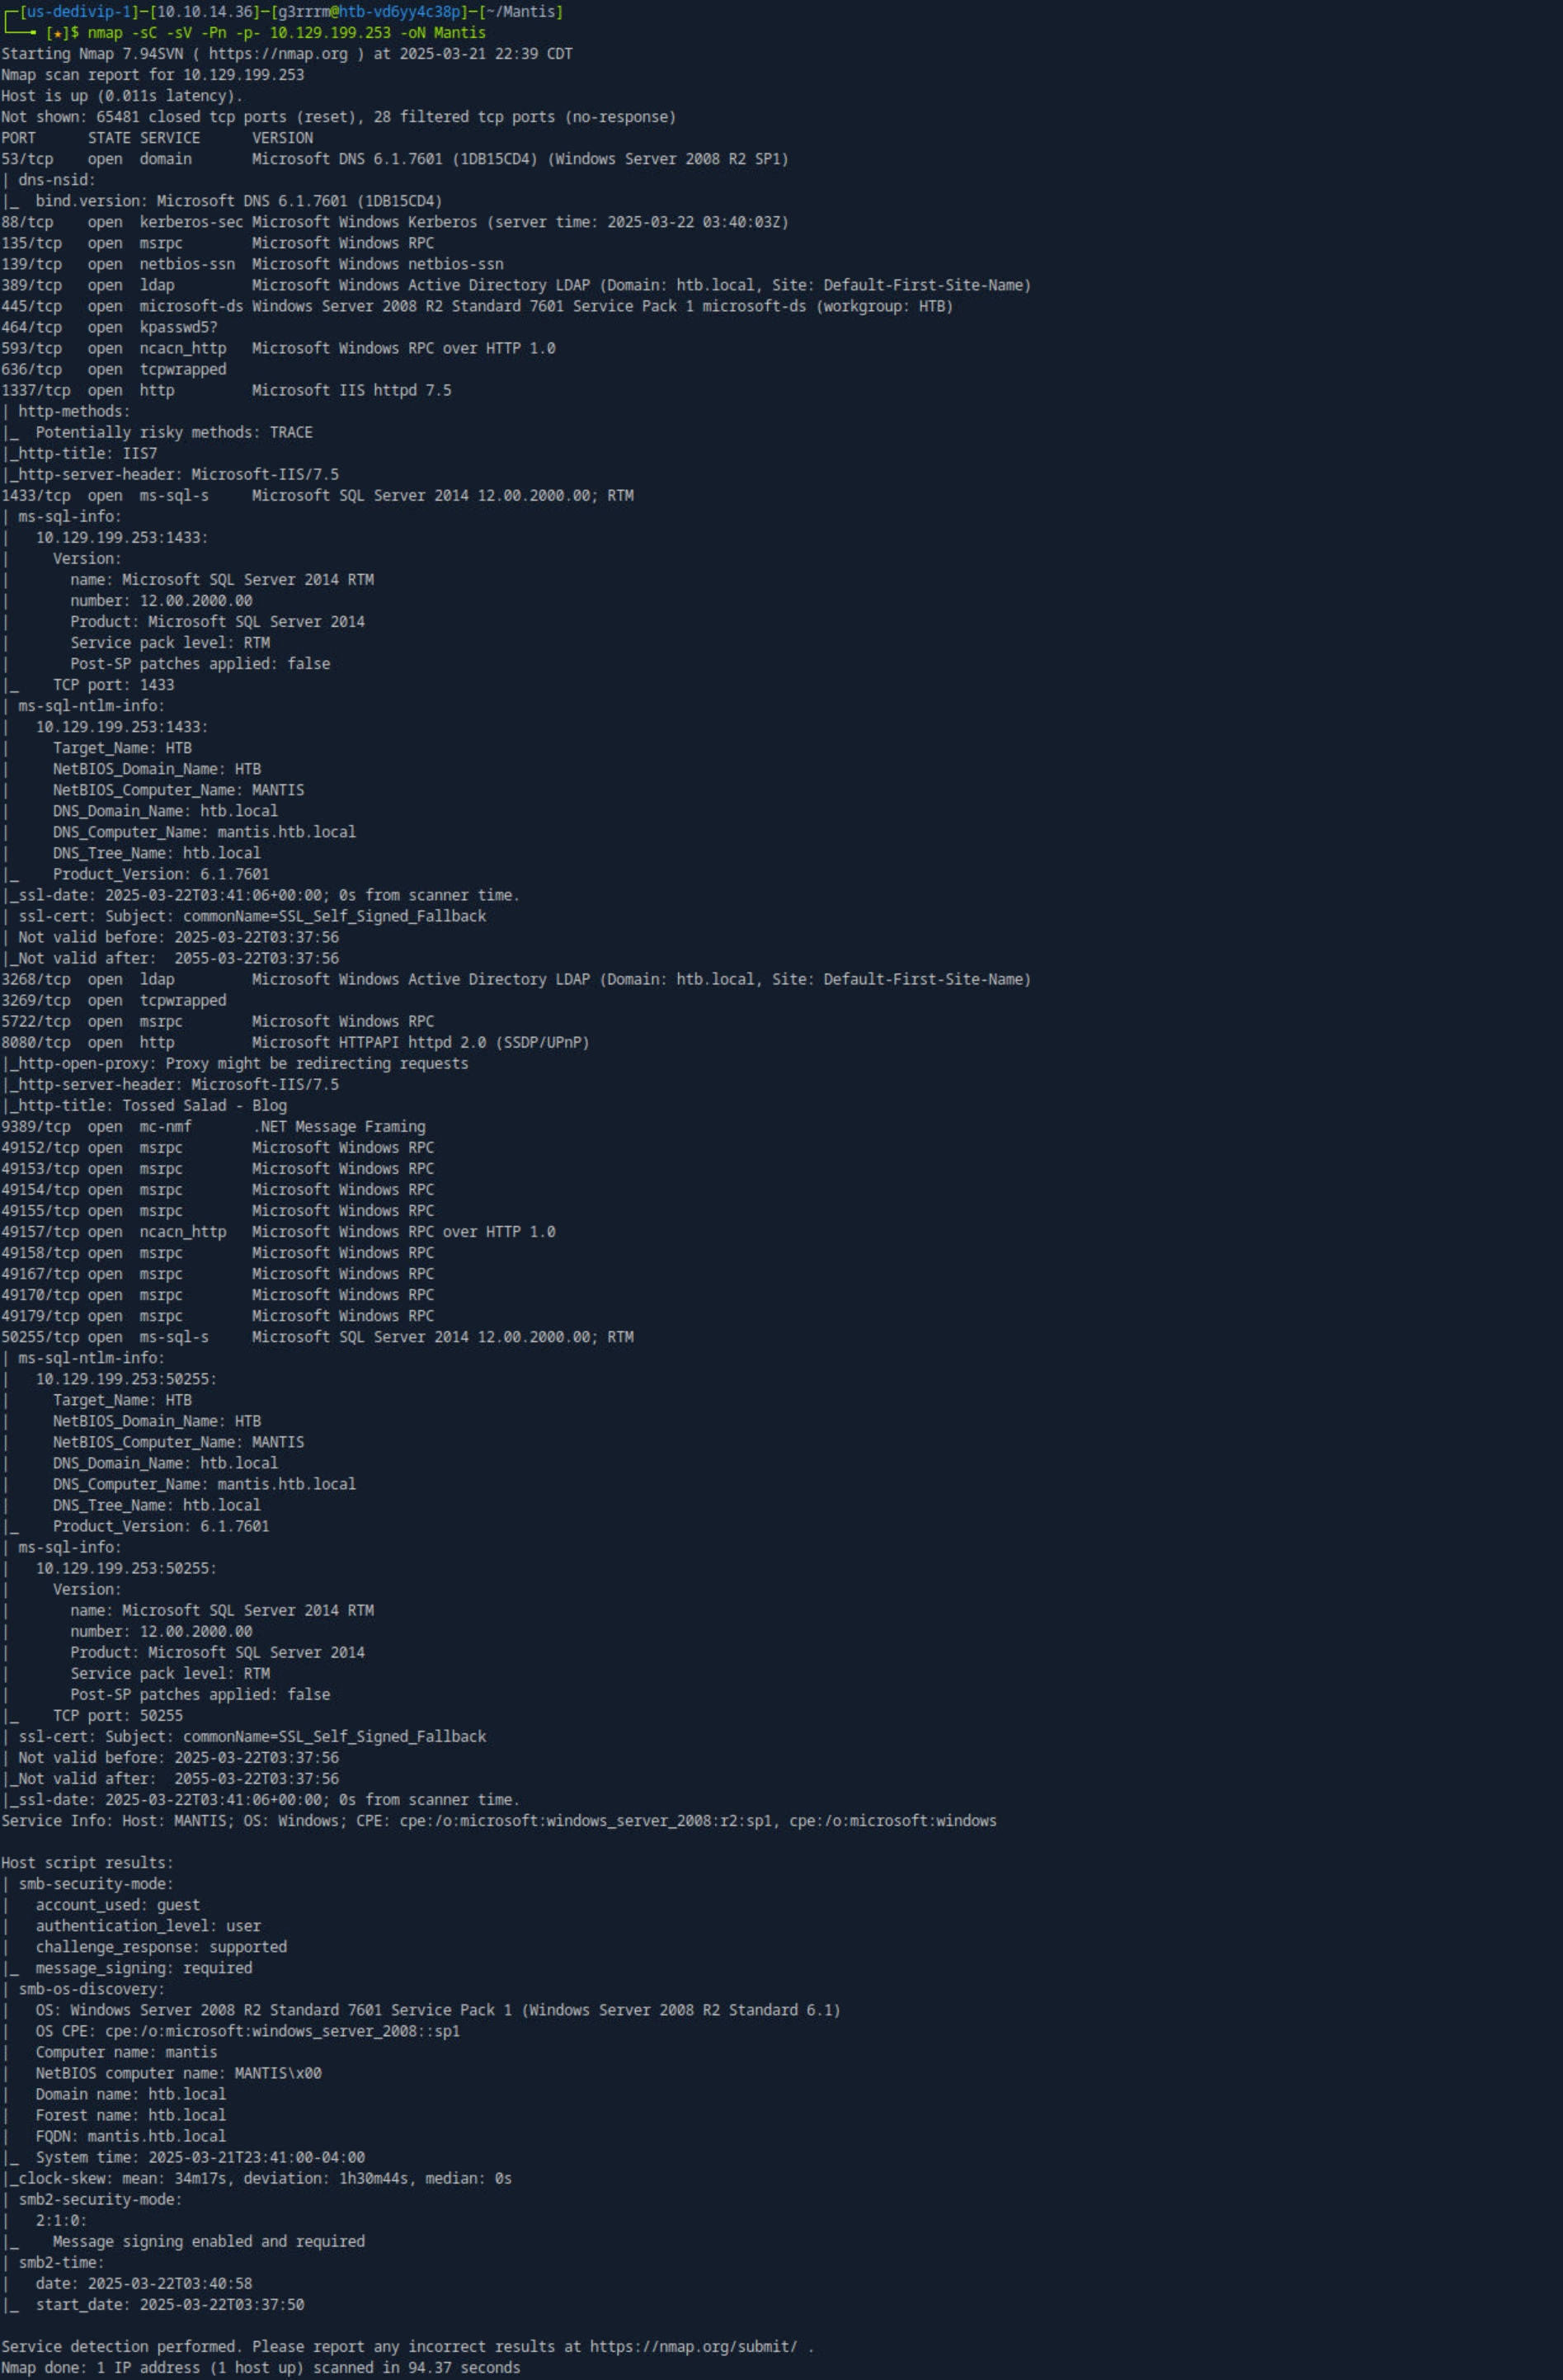 ┌─[us-dedivip-1]─[10.10.14.36]─[g3rrrm@htb-vd6yy4c38p]─[~/Mantis]
└──╼ [★]$ nmap -sC -sV -Pn -p- 10.129.199.253 -oN Mantis
Starting Nmap 7.94SVN ( https://nmap.org ) at 2025-03-21 22:39 CDT
Nmap scan report for 10.129.199.253
Host is up (0.011s latency).
Not shown: 65481 closed tcp ports (reset), 28 filtered tcp ports (no-response)
PORT      STATE SERVICE      VERSION
53/tcp    open  domain       Microsoft DNS 6.1.7601 (1DB15CD4) (Windows Server 2008 R2 SP1)
| dns-nsid:
|_  bind.version: Microsoft DNS 6.1.7601 (1DB15CD4)
88/tcp    open  kerberos-sec Microsoft Windows Kerberos (server time: 2025-03-22 03:40:03Z)
135/tcp   open  msrpc        Microsoft Windows RPC
139/tcp   open  netbios-ssn  Microsoft Windows netbios-ssn
389/tcp   open  ldap         Microsoft Windows Active Directory LDAP (Domain: htb.local, Site: Default-First-Site-Name)
445/tcp   open  microsoft-ds Windows Server 2008 R2 Standard 7601 Service Pack 1 microsoft-ds (workgroup: HTB)
464/tcp   open  kpasswd5?
593/tcp   open  ncacn_http   Microsoft Windows RPC over HTTP 1.0
636/tcp   open  tcpwrapped
1337/tcp  open  http         Microsoft IIS httpd 7.5
| http-methods:
|_  Potentially risky methods: TRACE
|_http-title: IIS7
|_http-server-header: Microsoft-IIS/7.5
1433/tcp  open  ms-sql-s     Microsoft SQL Server 2014 12.00.2000.00; RTM
| ms-sql-info:
|   10.129.199.253:1433:
|     Version:
|       name: Microsoft SQL Server 2014 RTM
|       number: 12.00.2000.00
|       Product: Microsoft SQL Server 2014
|       Service pack level: RTM
|       Post-SP patches applied: false
|_    TCP port: 1433
| ms-sql-ntlm-info:
|   10.129.199.253:1433:
|     Target_Name: HTB
|     NetBIOS_Domain_Name: HTB
|     NetBIOS_Computer_Name: MANTIS
|     DNS_Domain_Name: htb.local
|     DNS_Computer_Name: mantis.htb.local
|     DNS_Tree_Name: htb.local
|_    Product_Version: 6.1.7601
|_ssl-date: 2025-03-22T03:41:06+00:00; 0s from scanner time.
| ssl-cert: Subject: commonName=SSL_Self_Signed_Fallback
| Not valid before: 2025-03-22T03:37:56
|_Not valid after:  2055-03-22T03:37:56
3268/tcp  open  ldap         Microsoft Windows Active Directory LDAP (Domain: htb.local, Site: Default-First-Site-Name)
3269/tcp  open  tcpwrapped
5722/tcp  open  msrpc        Microsoft Windows RPC
8080/tcp  open  http         Microsoft HTTPAPI httpd 2.0 (SSDP/UPnP)
|_http-open-proxy: Proxy might be redirecting requests
|_http-server-header: Microsoft-IIS/7.5
|_http-title: Tossed Salad - Blog
9389/tcp  open  mc-nmf       .NET Message Framing
49152/tcp open  msrpc        Microsoft Windows RPC
49153/tcp open  msrpc        Microsoft Windows RPC
49154/tcp open  msrpc        Microsoft Windows RPC
49155/tcp open  msrpc        Microsoft Windows RPC
49157/tcp open  ncacn_http   Microsoft Windows RPC over HTTP 1.0
49158/tcp open  msrpc        Microsoft Windows RPC
49167/tcp open  msrpc        Microsoft Windows RPC
49170/tcp open  msrpc        Microsoft Windows RPC
49179/tcp open  msrpc        Microsoft Windows RPC
50255/tcp open  ms-sql-s     Microsoft SQL Server 2014 12.00.2000.00; RTM
| ms-sql-ntlm-info:
|   10.129.199.253:50255:
|     Target_Name: HTB
|     NetBIOS_Domain_Name: HTB
|     NetBIOS_Computer_Name: MANTIS
|     DNS_Domain_Name: htb.local
|     DNS_Computer_Name: mantis.htb.local
|     DNS_Tree_Name: htb.local
|_    Product_Version: 6.1.7601
| ms-sql-info:
|   10.129.199.253:50255:
|     Version:
|       name: Microsoft SQL Server 2014 RTM
|       number: 12.00.2000.00
|       Product: Microsoft SQL Server 2014
|       Service pack level: RTM
|       Post-SP patches applied: false
|_    TCP port: 50255
| ssl-cert: Subject: commonName=SSL_Self_Signed_Fallback
| Not valid before: 2025-03-22T03:37:56
|_Not valid after:  2055-03-22T03:37:56
|_ssl-date: 2025-03-22T03:41:06+00:00; 0s from scanner time.
Service Info: Host: MANTIS; OS: Windows; CPE: cpe:/o:microsoft:windows_server_2008:r2:sp1, cpe:/o:microsoft:windows

Host script results:
| smb-security-mode:
|   account_used: guest
|   authentication_level: user
|   challenge_response: supported
|_  message_signing: required
| smb-os-discovery:
|   OS: Windows Server 2008 R2 Standard 7601 Service Pack 1 (Windows Server 2008 R2 Standard 6.1)
|   OS CPE: cpe:/o:microsoft:windows_server_2008::sp1
|   Computer name: mantis
|   NetBIOS computer name: MANTIS\x00
|   Domain name: htb.local
|   Forest name: htb.local
|   FQDN: mantis.htb.local
|_  System time: 2025-03-21T23:41:00-04:00
|_clock-skew: mean: 34m17s, deviation: 1h30m44s, median: 0s
| smb2-security-mode:
|   2:1:0:
|_    Message signing enabled and required
| smb2-time:
|   date: 2025-03-22T03:40:58
|_  start_date: 2025-03-22T03:37:50

Service detection performed. Please report any incorrect results at https://nmap.org/submit/ .
Nmap done: 1 IP address (1 host up) scanned in 94.37 seconds